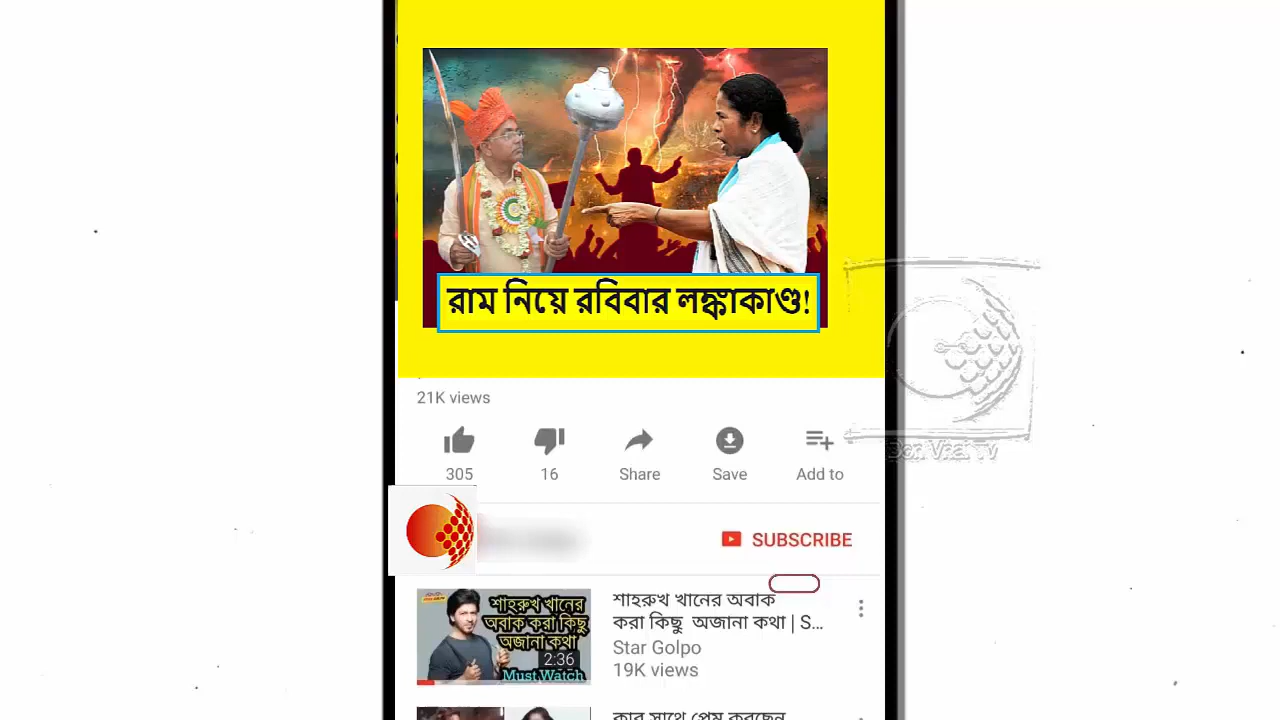 রাম নিয়ে রবিবার লঙ্কাকাণ্ড!
21K views
305
16
Share
Save
Add to
SUBSCRIBE
শাহরুখ খানের
অবাক করা কিছু
অজানা কথা
2:36
Must Watch
শাহরুখ খানের অবাক
করা কিছু অজানা কথা | S...
Star Golpo
19K views
কার সাথে প্রেম করছেন